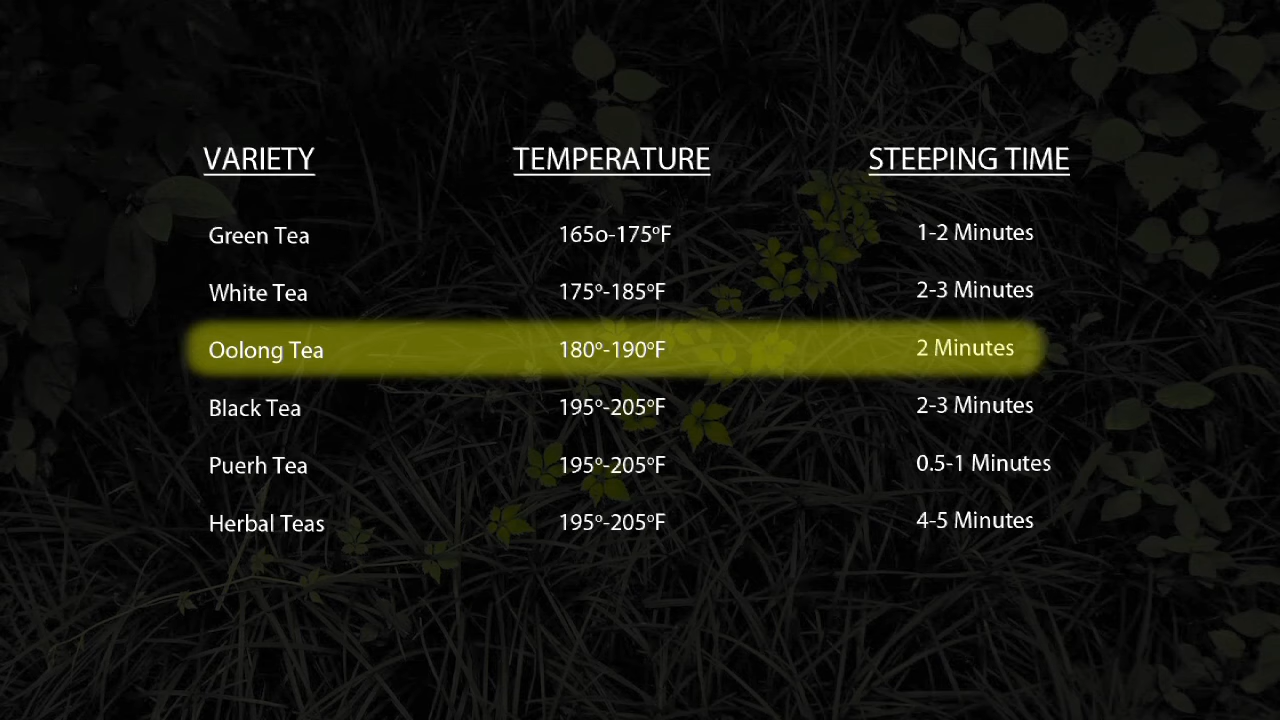 VARIETY TEMPERATURE STEEPING TIME
Green Tea 165o-175ºF 1-2 Minutes
White Tea 175º-185ºF 2-3 Minutes
Oolong Tea 180º-190ºF 2 Minutes
Black Tea 195º-205ºF 2-3 Minutes
Puerh Tea 195º-205ºF 0.5-1 Minutes
Herbal Teas 195º-205ºF 4-5 Minutes